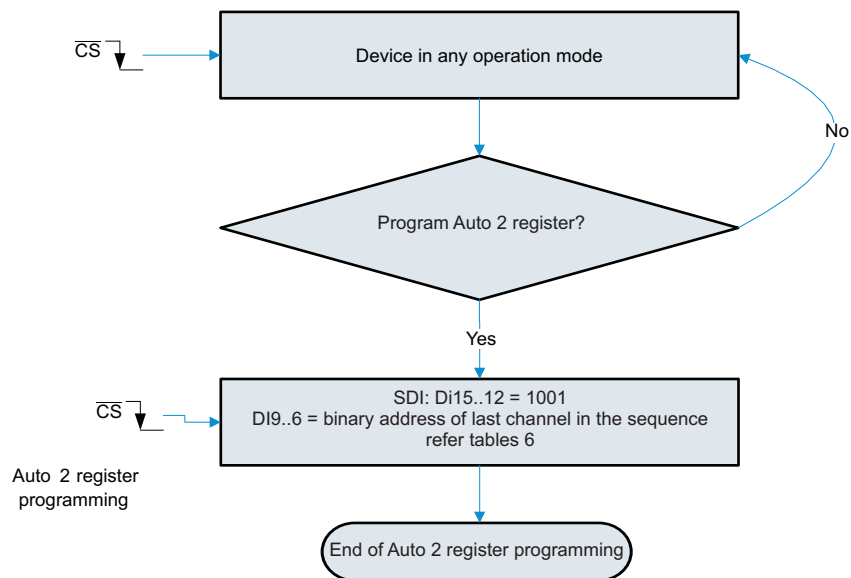 CS
Device in any operation mode
No
Program Auto 2 register?
Yes
CS
SDI: Di15..12 = 1001
DI9..6 = binary address of last channel in the sequence
refer tables 6
Auto 2 register
programming
End of Auto 2 register programming